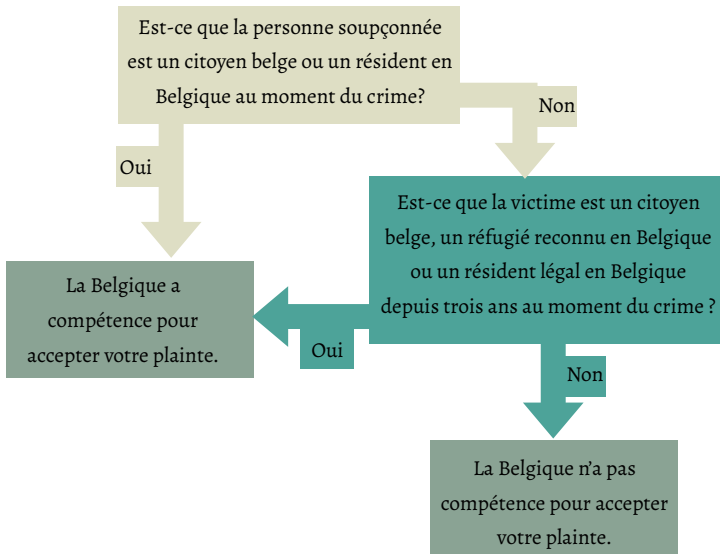 Est-ce que la personne soupçonnée
est un citoyen belge ou un résident en
Belgique au moment du crime?
Non
Oui
Est-ce que la victime est un citoyen
belge, un réfugié reconnu en Belgique
ou un résident légal en Belgique
depuis trois ans au moment du crime ?
La Belgique a
compétence pour
accepter votre plainte.
Oui
Non
La Belgique n'a pas
compétence pour accepter
votre plainte.